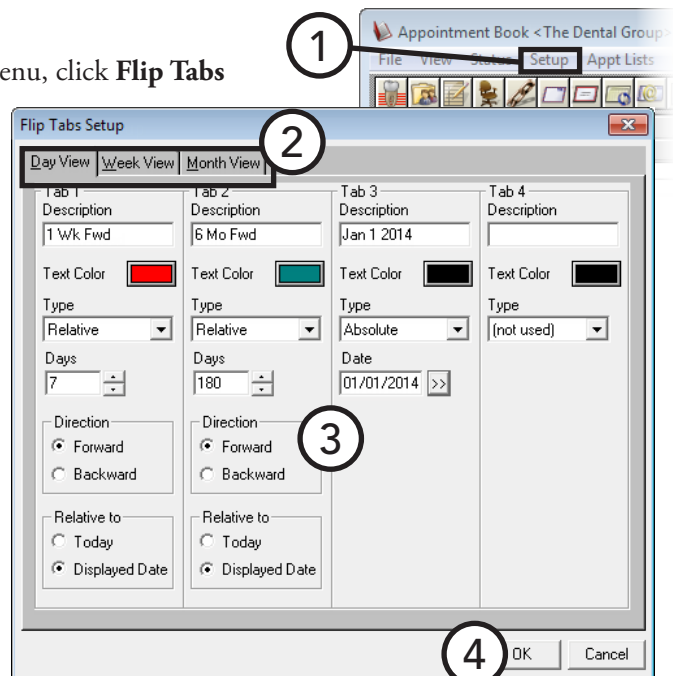 1
Appointment Book <The Dental Group>
File View Status Setup Appt Lists
enu, click Flip Tabs
Flip Tabs Setup
2
Day View Week View Month View
Tab 1 Tab 2 Tab 3 Tab 4
Description Description Description Description
1 Wk Fwd 6 Mo Fwd Jan 1 2014
Text Color Text Color Text Color Text Color
Type Type Type Type
Relative Relative Absolute (not used)
Days Days Date
7 180 01/01/2014 >>
Direction Direction
Forward Forward
3
Backward Backward
Relative to Relative to
Today Today
Displayed Date Displayed Date
4
OK Cancel